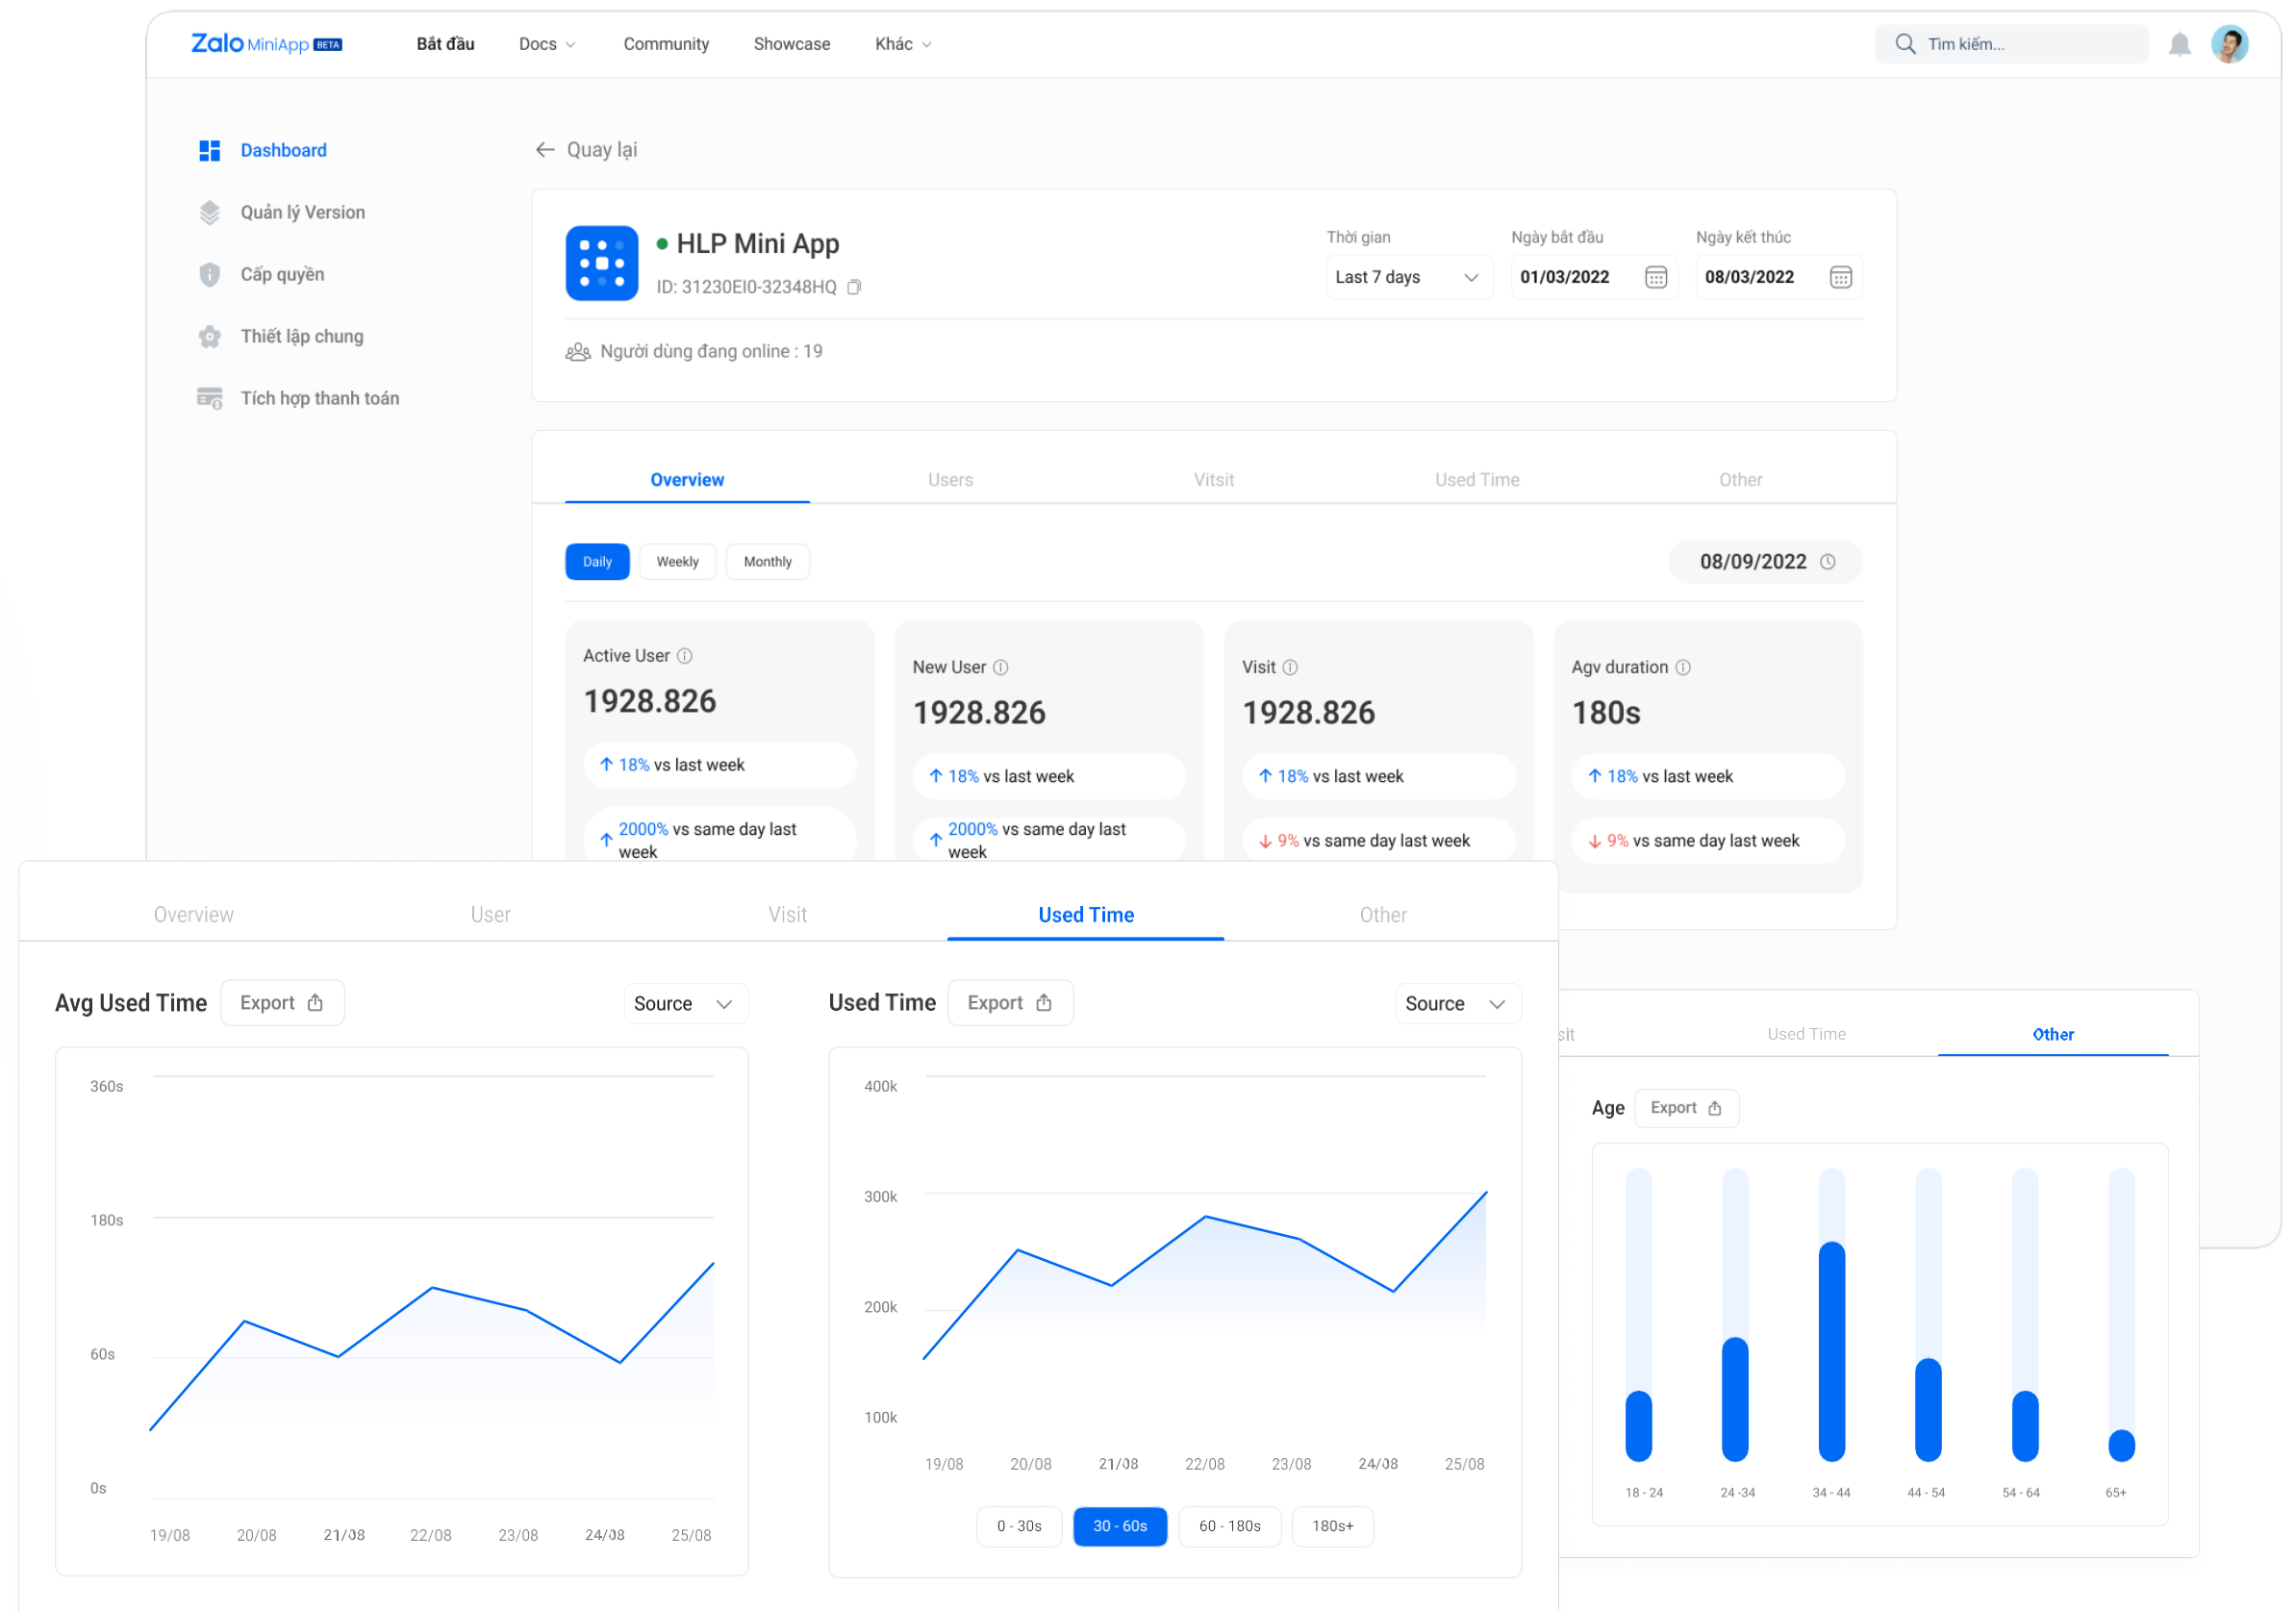 Zalo MiniApp BETA
Bắt đầu
Docs
Community
Showcase
Khác
Tìm kiếm...
Dashboard
Quản lý Version
Cấp quyền
Thiết lập chung
Tích hợp thanh toán
Quay lại
HLP Mini App
ID: 31230EI0-32348HQ
Thời gian
Last 7 days
Ngày bắt đầu
01/03/2022
Ngày kết thúc
08/03/2022
Người dùng đang online : 19
Overview
Users
Vitsit
Used Time
Other
Daily
Weekly
Monthly
08/09/2022
Active User
1928.826
18% vs last week
2000% vs same day last
week
New User
1928.826
18% vs last week
2000% vs same day last
week
Visit
1928.826
18% vs last week
9% vs same day last week
Agv duration
180s
18% vs last week
9% vs same day last week
Overview
User
Visit
Used Time
Other
Avg Used Time
Export
Source
360s
180s
60s
0s
19/08
20/08
21/08
22/08
23/08
24/08
25/08
Used Time
Export
Source
400k
300k
200k
100k
19/08
20/08
21/08
22/08
23/08
24/08
25/08
0 - 30s
30 - 60s
60 - 180s
180s+
sit
Used Time
Other
Age
Export
18 - 24
24 -34
34 - 44
44 - 54
54 - 64
65+